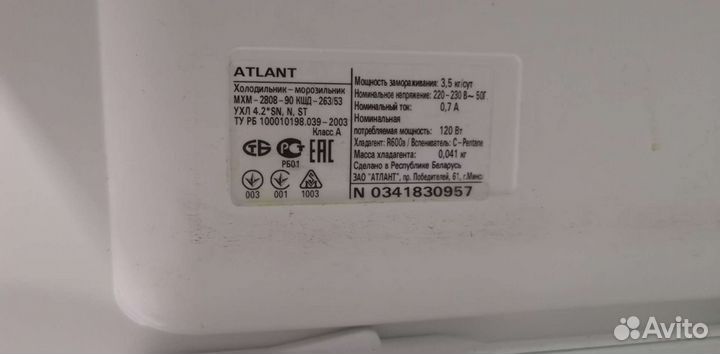 ATLANT
Холодильник-морозильник
МХМ-2808-90 КШД-263/53
УХЛ 4.2*SN, N, ST
ТУ РБ 100010198.039-2003
Класс А
РБ01
003 001 1003
Мощность замораживания: 3,5 кг/сут
Номинальное напряжение: 220-230 В~ 50Г
Номинальный ток: 0,7 А
Номинальная
потребляемая мощность: 120 Вт
Хладагент: R600a / Вспениватель: C-Pentane
Масса хладагента: 0,041 кг
Сделано в Республике Беларусь
ЗАО "АТЛАНТ", пр. Победителей, 61, г.Минс
N 0341830957
Avito